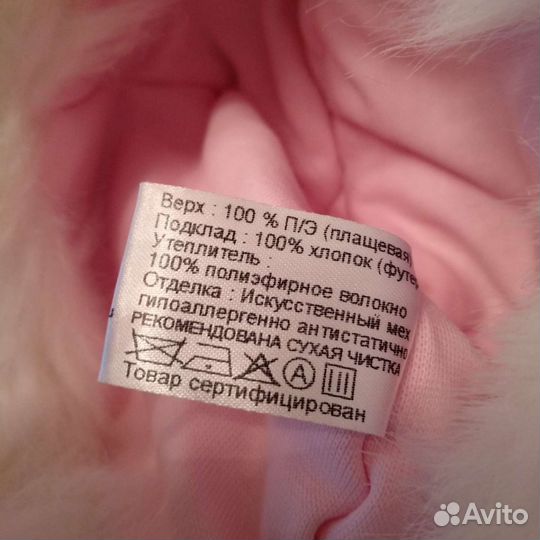 Верх : 100 % П/Э (плащевая)
Подклад : 100% хлопок (футер
Утеплитель :
100% полиэфирное волокно
Отделка : Искусственный мех
гипоаллергенно антистатично
РЕКОМЕНДОВАНА СУХАЯ ЧИСТКА
A
Товар сертифицирован
Avito